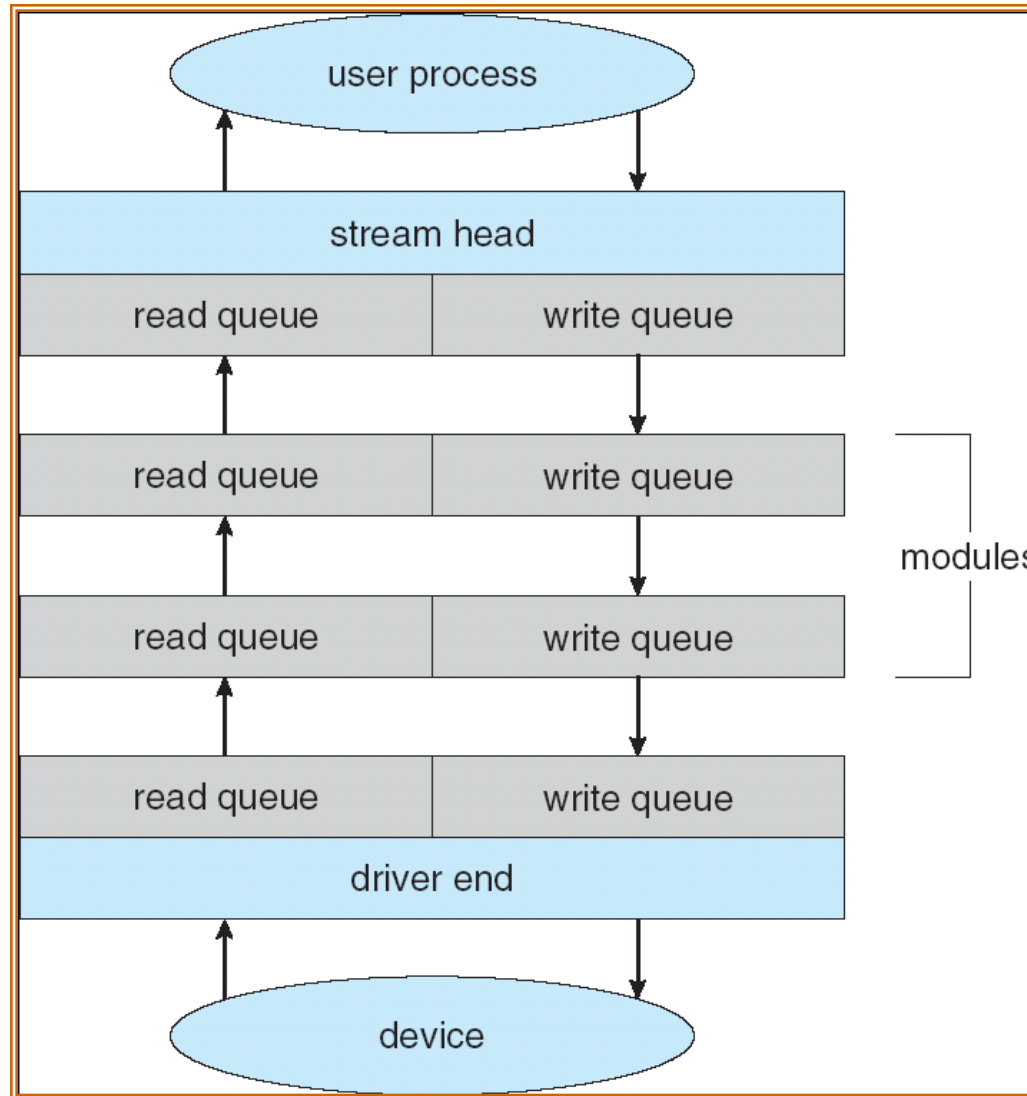 user process
stream head
read queue write queue
read queue write queue
modules
read queue write queue
read queue write queue
driver end
device